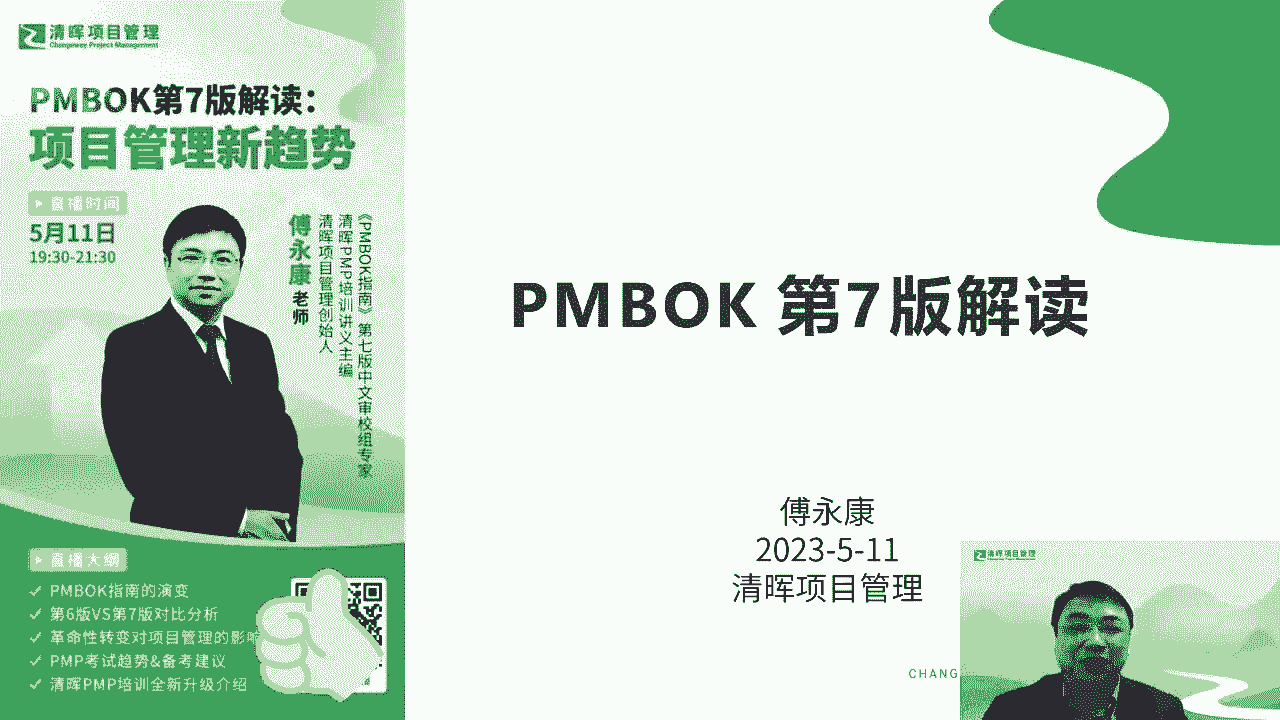 清晖项目管理
Changeway Project Management
PMBOK第7版解读：
项目管理新趋势
直播时间
5月11日
19:30-21:30
傅永康 老师
《PMBOK指南》第七版中文审校组专家
清晖PMP培训讲义主编
清晖项目管理创始人
直播大纲
PMBOK指南的演变
第6版VS第7版对比分析
革命性转变对项目管理的影响
PMP考试趋势&备考建议
清晖PMP培训全新升级介绍
PMBOK 第7版解读
傅永康
2023-5-11
清晖项目管理
CHANG
清晖项目管理